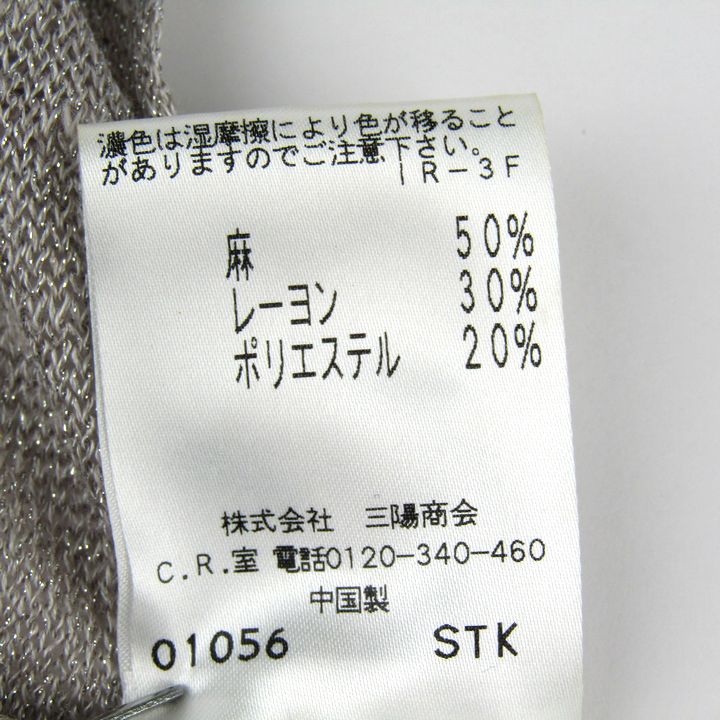 濃色は湿摩擦により色が移ること
がありますのでご注意下さい。
IR-3F
麻 50%
レーヨン 30%
ポリエステル 20%
株式会社 三陽商会
C.R.室 電話0120-340-460
中国製
01056 STK